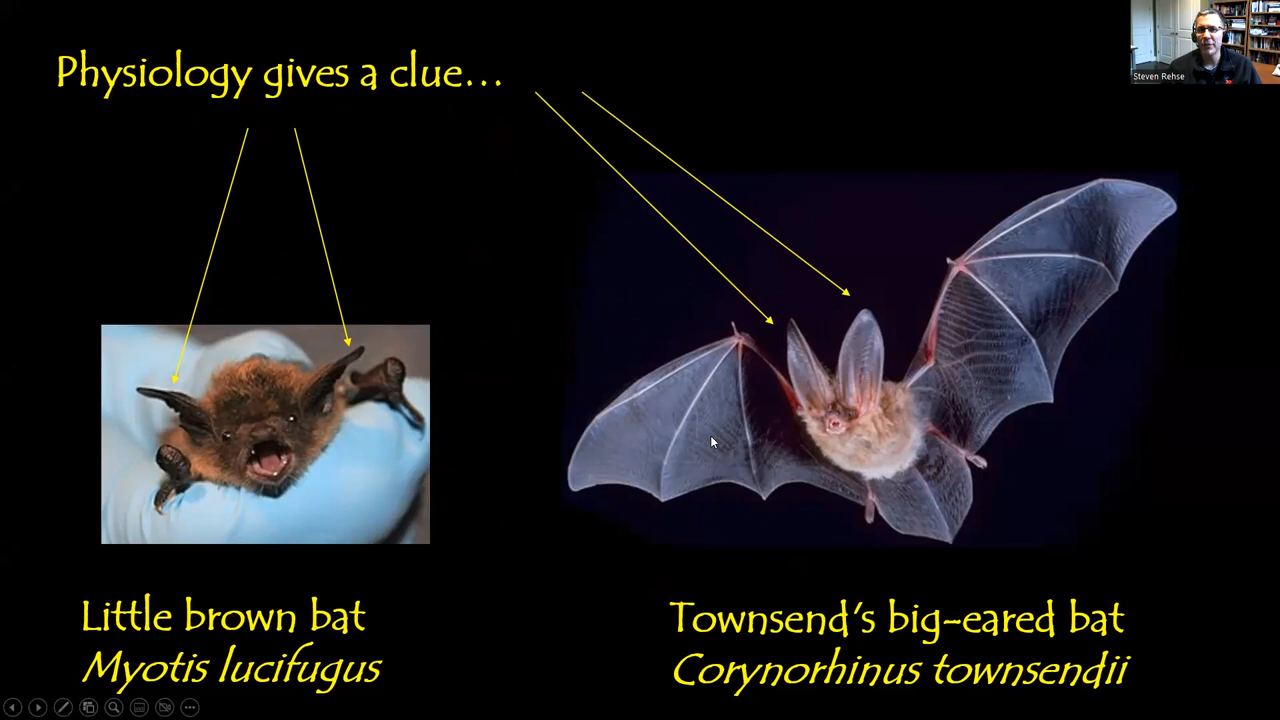 Physiology gives a clue...
Steven Rehse
Little brown bat
Myotis lucifugus
Townsend's big-eared bat
Corynorhinus townsendii